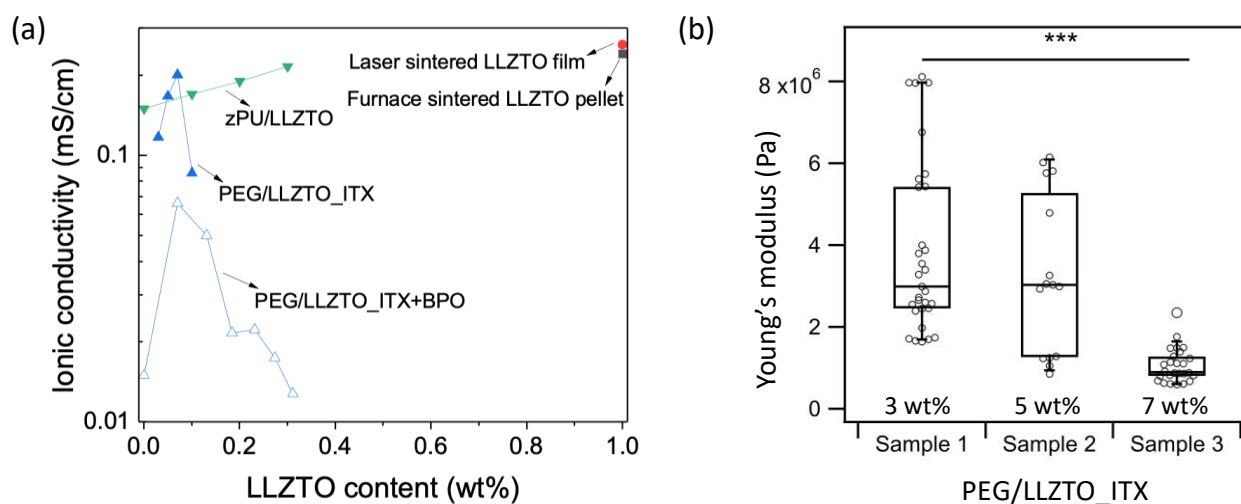 (a)
Ionic conductivity (mS/cm)
0.1
0.01
Laser sintered LLZTO film
Furnace sintered LLZTO pellet
zPU/LLZTO
PEG/LLZTO_ITX
PEG/LLZTO_ITX+BPO
0.0 0.2 0.4 0.6 0.8 1.0
LLZTO content (wt%)
(b)
Young's modulus (Pa)
***
8 x10⁶
6
4
2
0
3 wt% 5 wt% 7 wt%
Sample 1 Sample 2 Sample 3
PEG/LLZTO_ITX